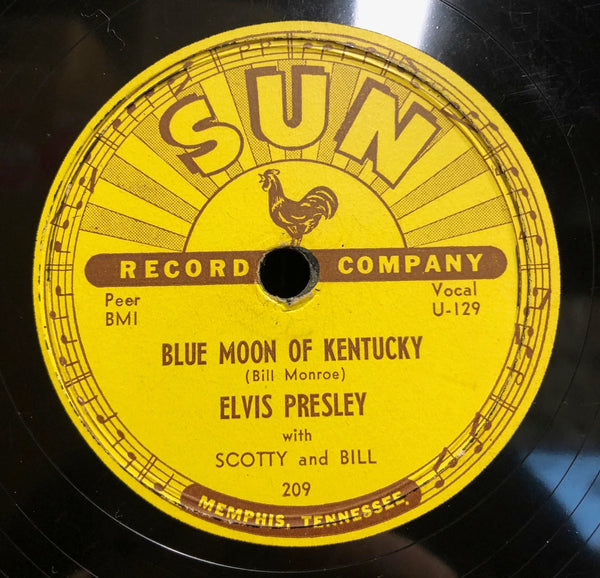 SUN
RECORD COMPANY
Peer
BMI
Vocal
U-129
BLUE MOON OF KENTUCKY
(Bill Monroe)
ELVIS PRESLEY
with
SCOTTY and BILL
209
MEMPHIS, TENNESSEE.